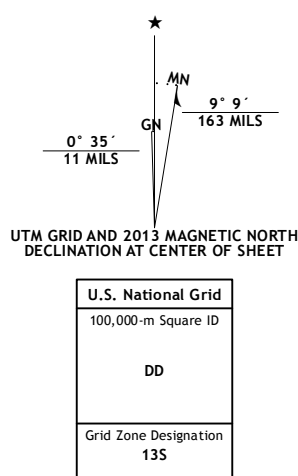 MN
GN
9° 9´
163 MILS
0° 35´
11 MILS
UTM GRID AND 2013 MAGNETIC NORTH
DECLINATION AT CENTER OF SHEET
U.S. National Grid
100,000-m Square ID
DD
Grid Zone Designation
13S